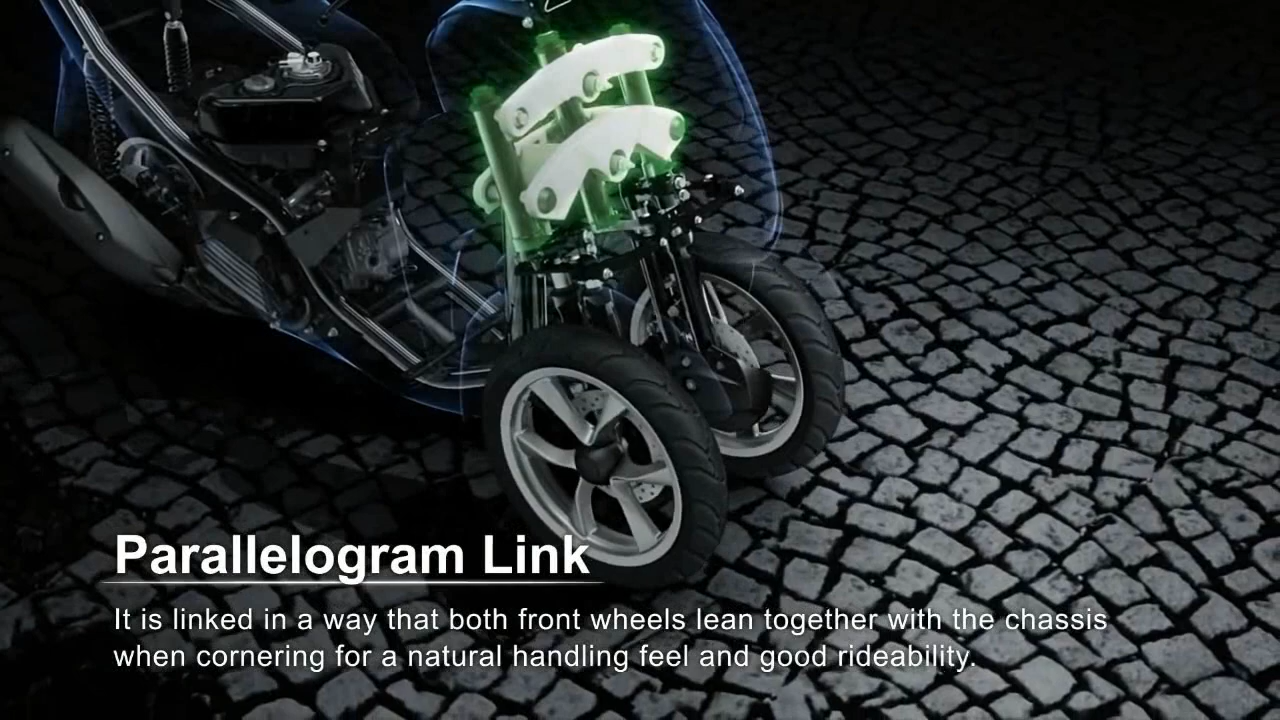 Parallelogram Link
It is linked in a way that both front wheels lean together with the chassis
when cornering for a natural handling feel and good rideability.